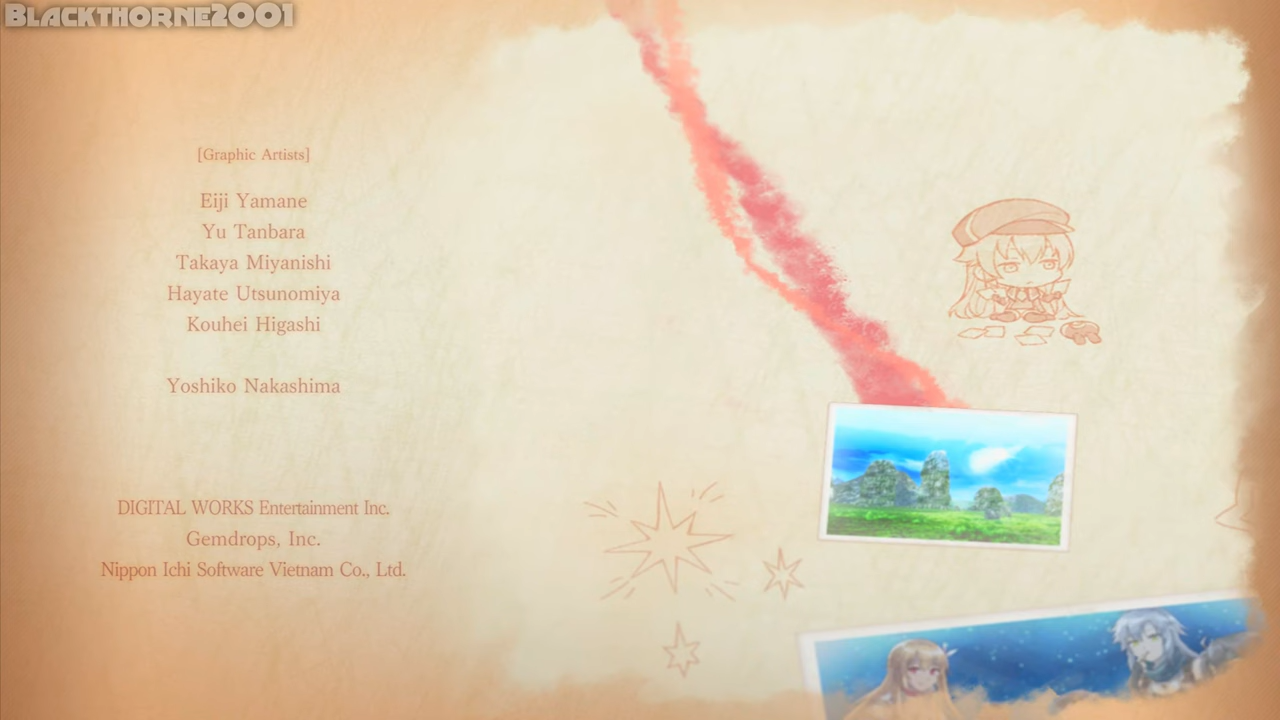 BLACKTHORNE2001
[Graphic Artists]
Eiji Yamane
Yu Tanbara
Takaya Miyanishi
Hayate Utsunomiya
Kouhei Higashi
Yoshiko Nakashima
DIGITAL WORKS Entertainment Inc.
Gemdrops, Inc.
Nippon Ichi Software Vietnam Co., Ltd.